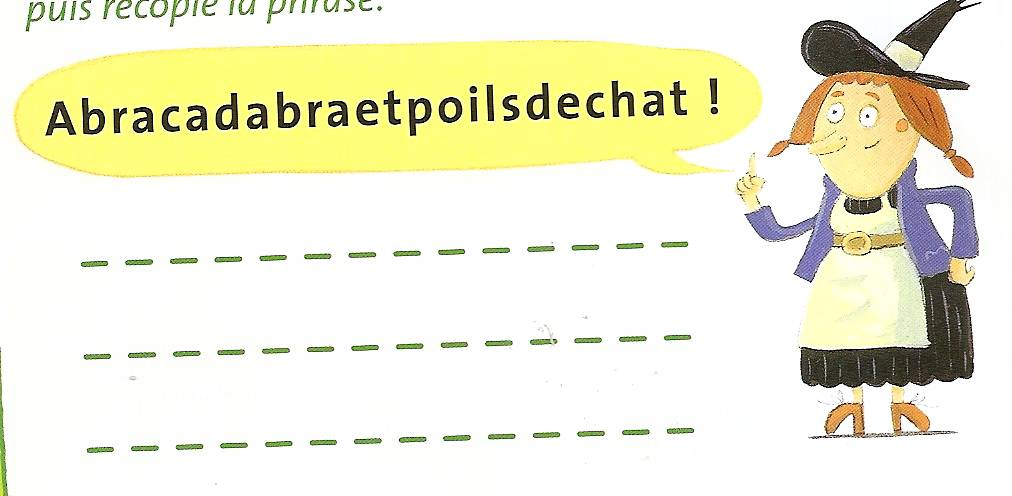 puis recopie la phrase.
Abracadabraetpoilsdechat !